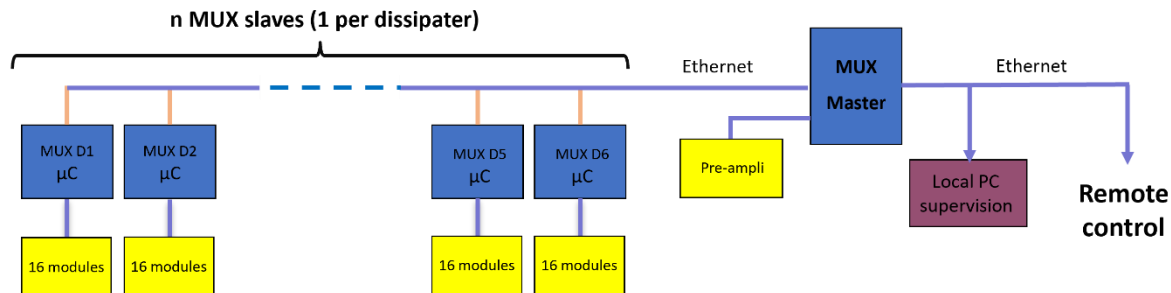 n MUX slaves (1 per dissipater)
Ethernet
MUX
Master
Ethernet
MUX D1
µC
MUX D2
µC
MUX D5
µC
MUX D6
µC
Pre-ampli
Local PC
supervision
Remote
control
16 modules
16 modules
16 modules
16 modules